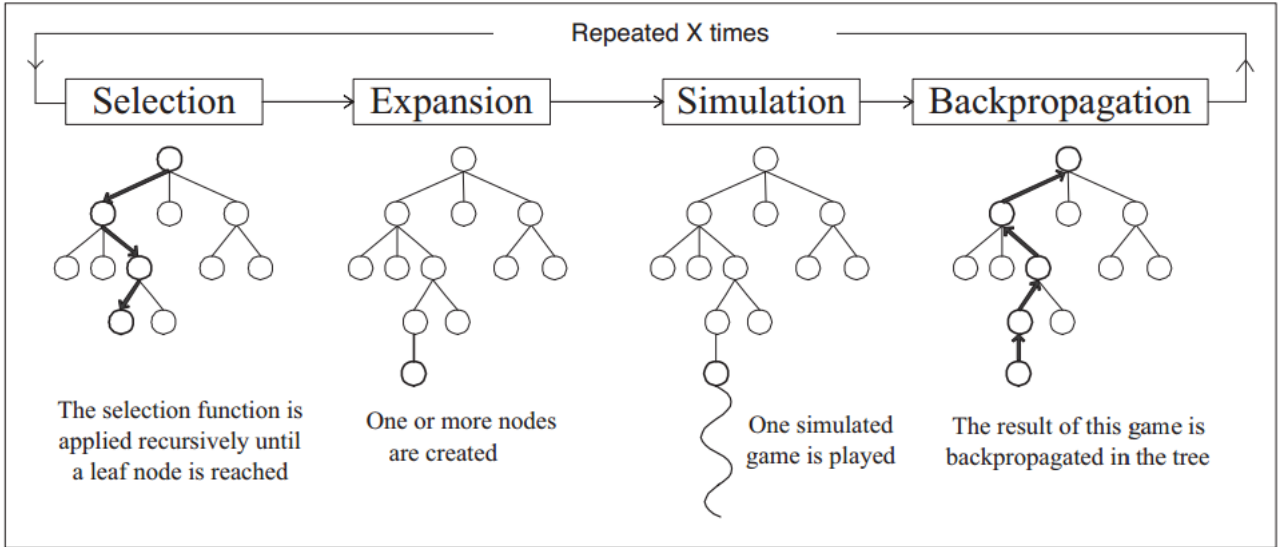 Repeated X times
Selection
Expansion
Simulation
Backpropagation
The selection function is
applied recursively until
a leaf node is reached
One or more nodes
are created
One simulated
game is played
The result of this game is
backpropagated in the tree